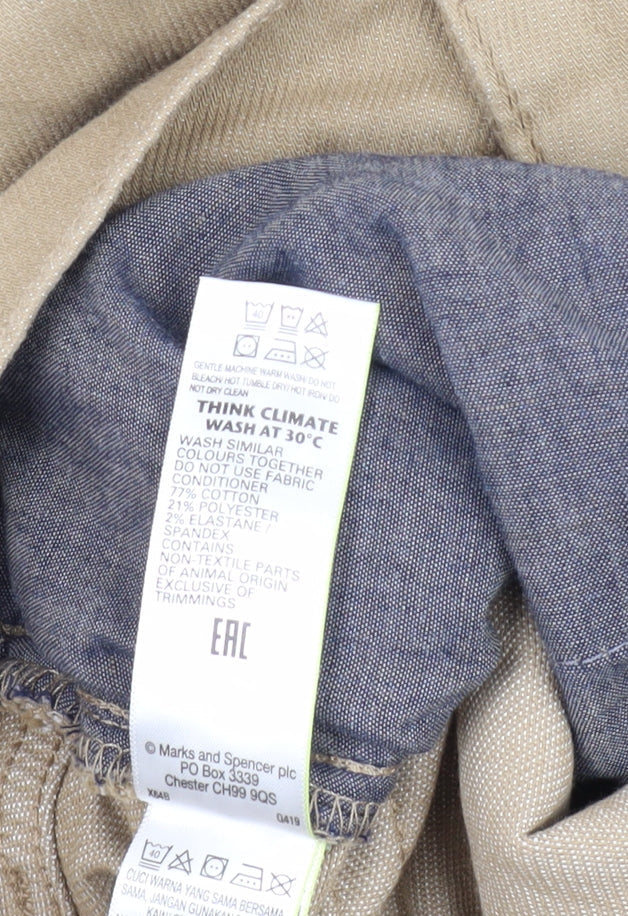 40
GENTLE MACHINE WARM WASH/ DO NOT
BLEACH/ HOT TUMBLE DRY/ HOT IRON/ DO
NOT DRY CLEAN
THINK CLIMATE
WASH AT 30°C
WASH SIMILAR
COLOURS TOGETHER
DO NOT USE FABRIC
CONDITIONER
77% COTTON
21% POLYESTER
2% ELASTANE /
SPANDEX
CONTAINS
NON-TEXTILE PARTS
OF ANIMAL ORIGIN
EXCLUSIVE OF
TRIMMINGS
EAC
© Marks and Spencer plc
PO Box 3339
Chester CH99 9QS
X64S 0419
40
CUCI WARNA YANG SAMA BERSAMA
SAMA, JANGAN GUNAKAN